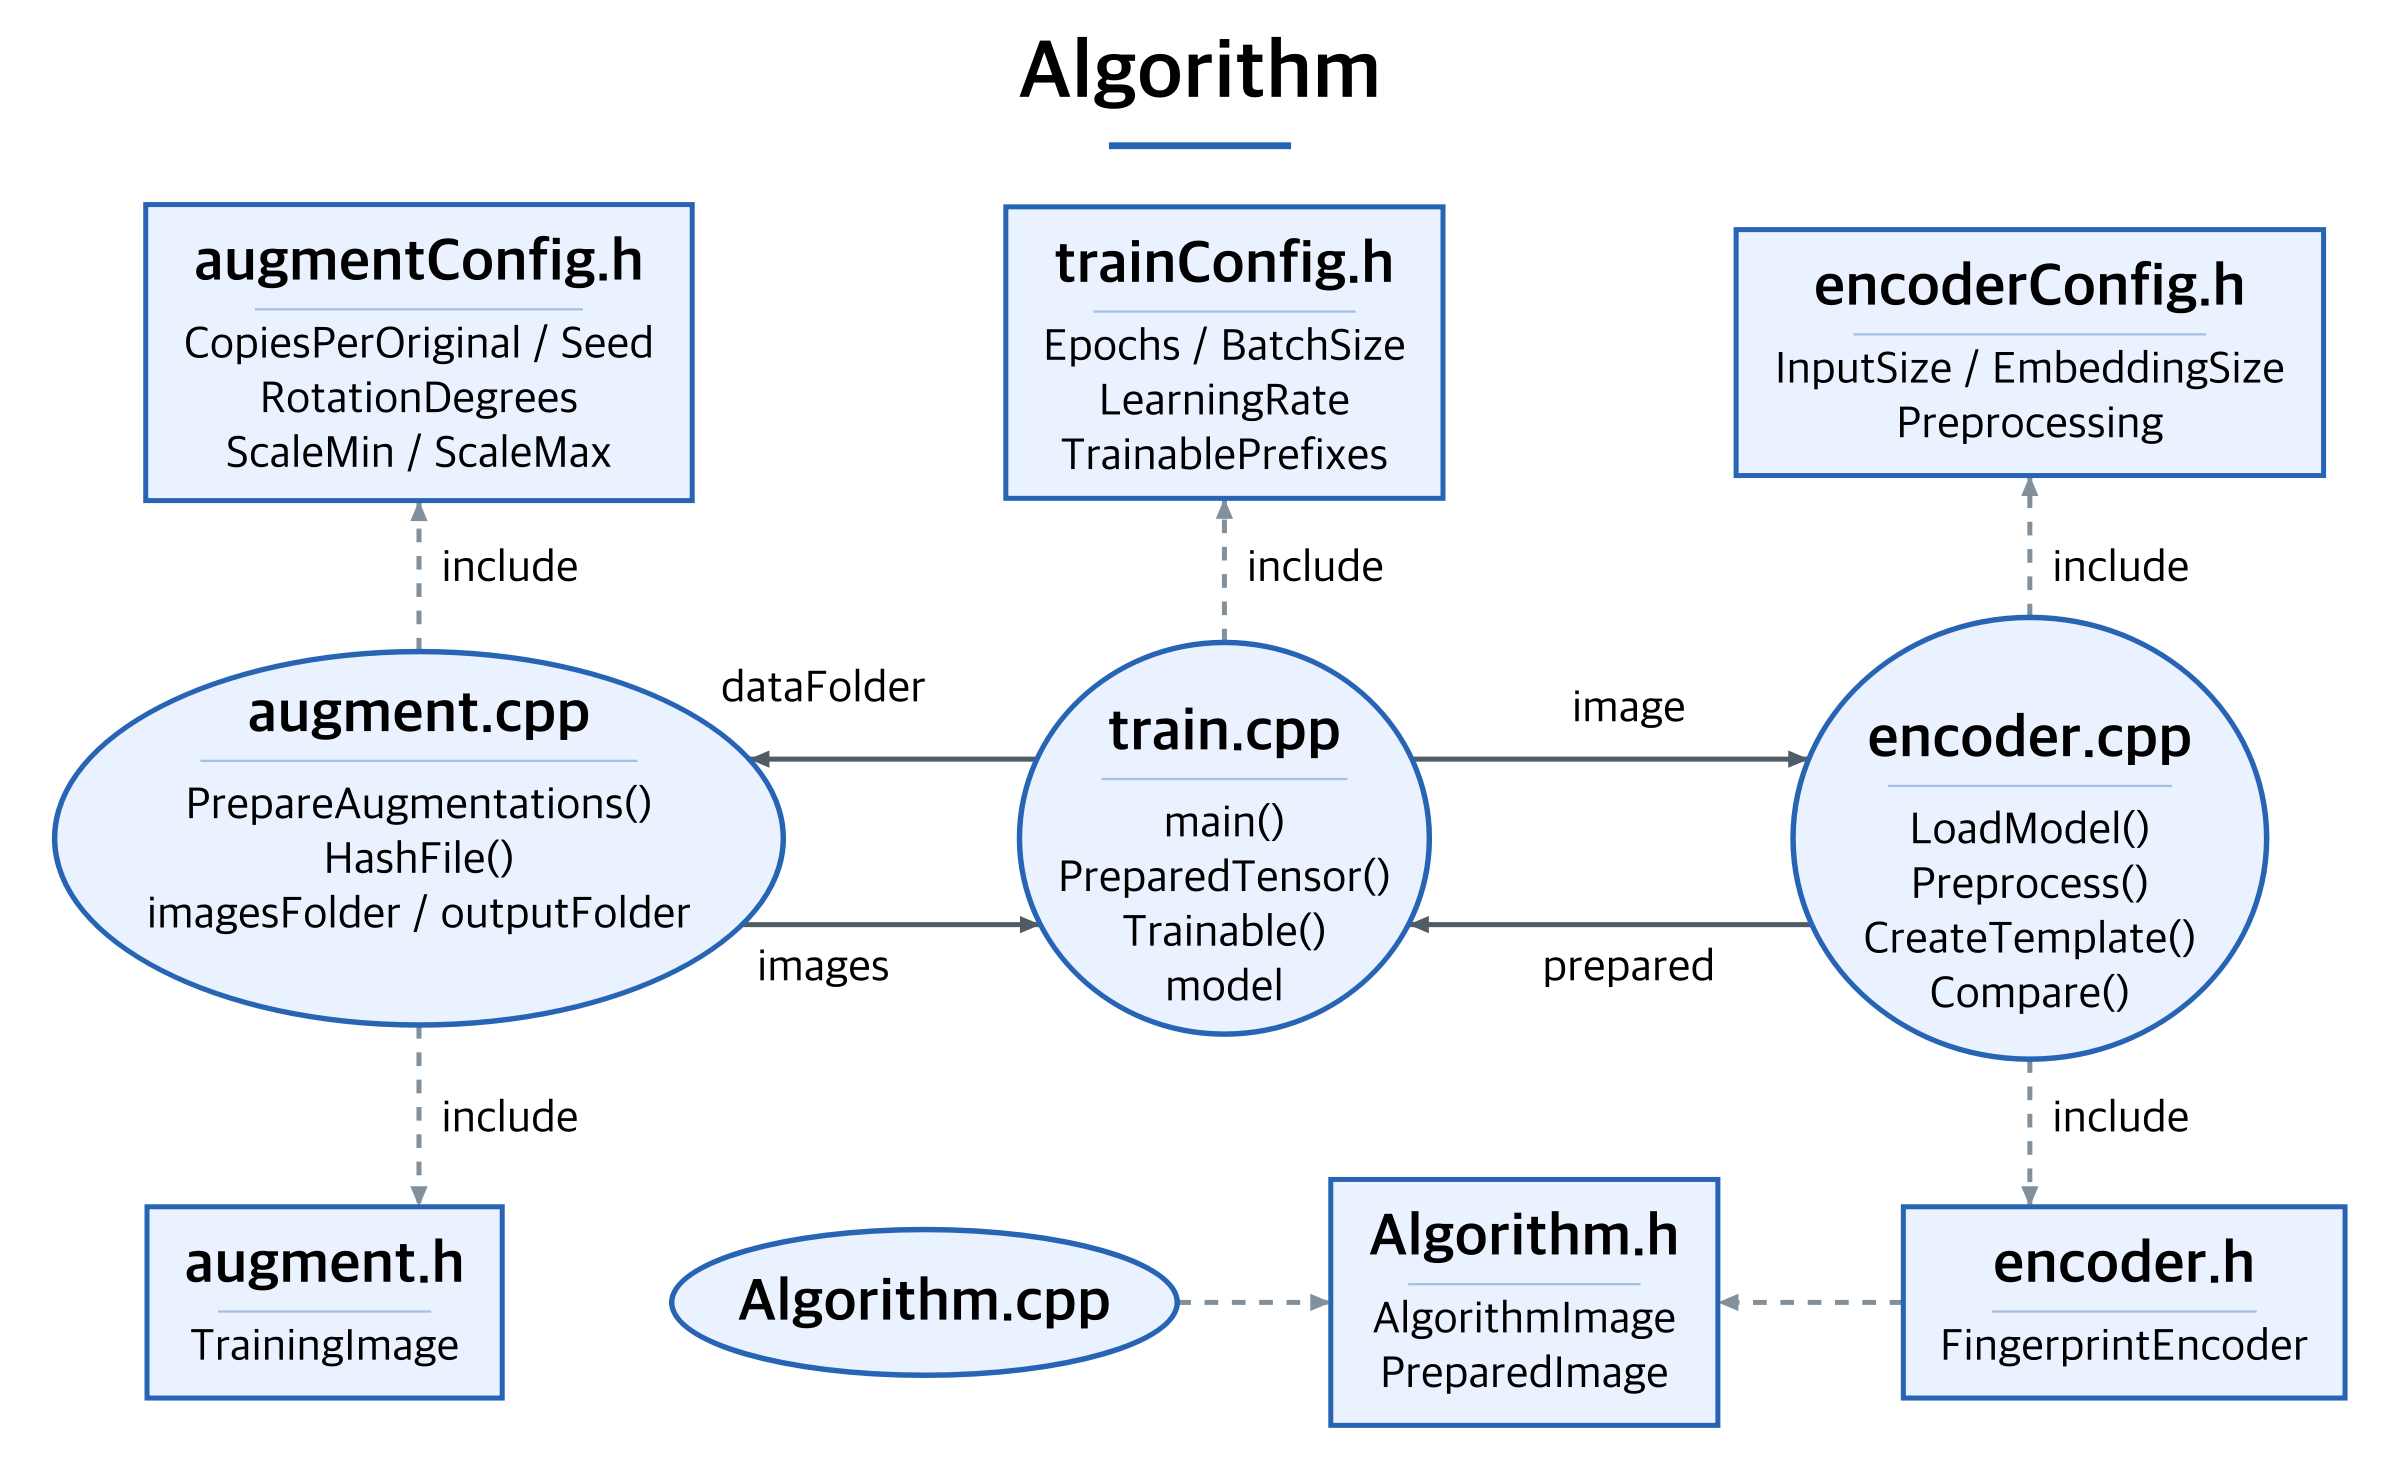 Algorithm
augmentConfig.h
CopiesPerOriginal / Seed
RotationDegrees
ScaleMin / ScaleMax
trainConfig.h
Epochs / BatchSize
LearningRate
TrainablePrefixes
encoderConfig.h
InputSize / EmbeddingSize
Preprocessing
include
include
include
augment.cpp
PrepareAugmentations()
HashFile()
imagesFolder / outputFolder
dataFolder
images
train.cpp
main()
PreparedTensor()
Trainable()
model
image
prepared
encoder.cpp
LoadModel()
Preprocess()
CreateTemplate()
Compare()
include
include
augment.h
TrainingImage
Algorithm.cpp
Algorithm.h
AlgorithmImage
PreparedImage
encoder.h
FingerprintEncoder